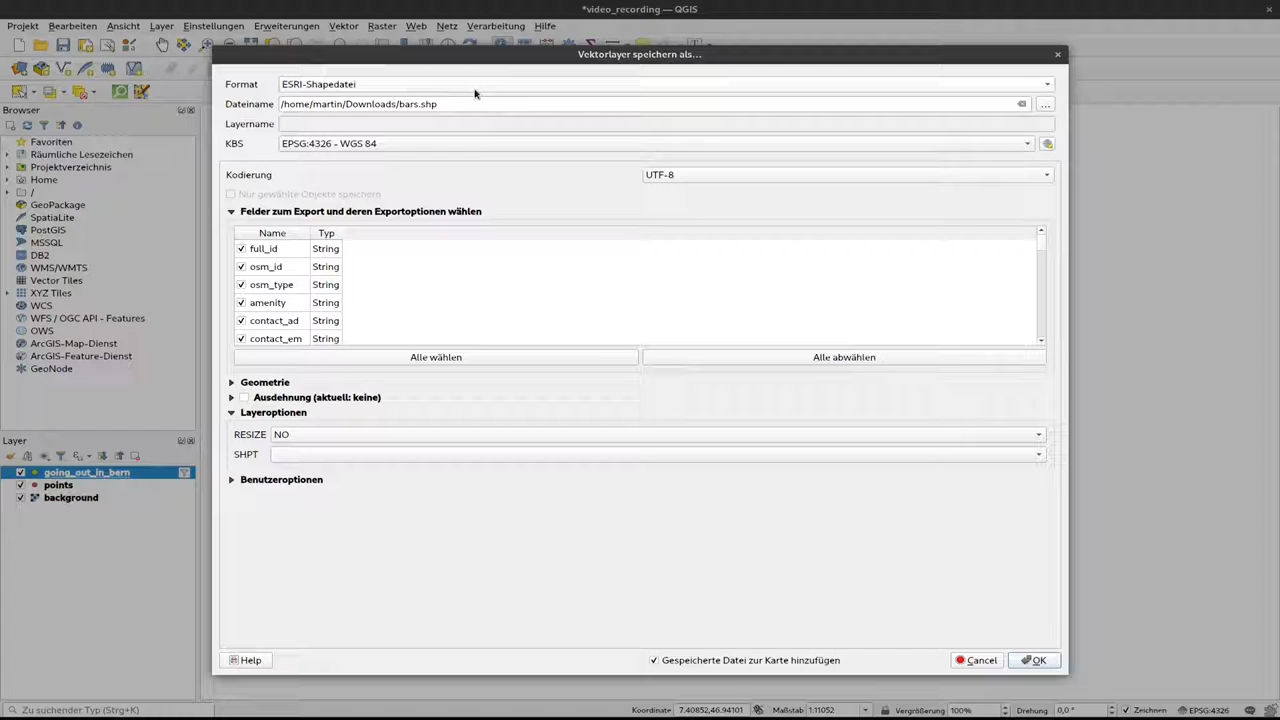 *video_recording — QGIS
Projekt Bearbeiten Ansicht Layer Einstellungen Erweiterungen Vektor Raster Web Netz Verarbeitung Hilfe
Vektorlayer speichern als...
Format ESRI-Shapedatei
Dateiname /home/martin/Downloads/bars.shp
Layername
KBS EPSG:4326 - WGS 84
Kodierung UTF-8
Nur gewählte Objekte speichern
Felder zum Export und deren Exportoptionen wählen
Name Typ
full_id String
osm_id String
osm_type String
amenity String
contact_ad String
contact_em String
Alle wählen Alle abwählen
Geometrie
Ausdehnung (aktuell: keine)
Layeroptionen
RESIZE NO
SHPT
Benutzeroptionen
Help Gespeicherte Datei zur Karte hinzufügen Cancel OK
Browser
Favoriten
Räumliche Lesezeichen
Projektverzeichnis
Home
/
GeoPackage
SpatiaLite
PostGIS
MSSQL
DB2
WMS/WMTS
Vector Tiles
XYZ Tiles
WCS
WFS / OGC API - Features
OWS
ArcGIS-Map-Dienst
ArcGIS-Feature-Dienst
GeoNode
Layer
going_out_in_bern
points
background
Zu suchender Typ (Strg+K) Koordinate 7.40852,46.94101 Maßstab 1:11052 Vergrößerung 100% Drehung 0,0 ° Zeichnen EPSG:4326